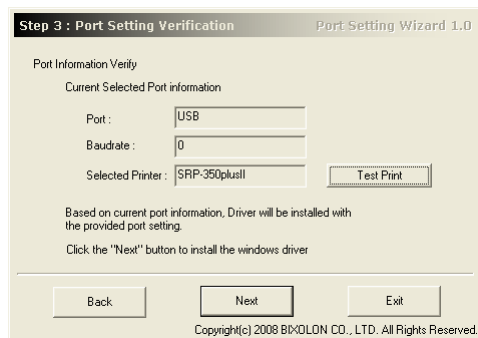 Step 3 : Port Setting Verification Port Setting Wizard 1.0
Port Information Verify
Current Selected Port information
Port : USB
Baudrate : 0
Selected Printer : SRP-350plusII Test Print
Based on current port information, Driver will be installed with
the provided port setting.
Click the "Next" button to install the windows driver
Back Next Exit
Copyright(c) 2008 BIXOLON CO., LTD. All Rights Reserved.